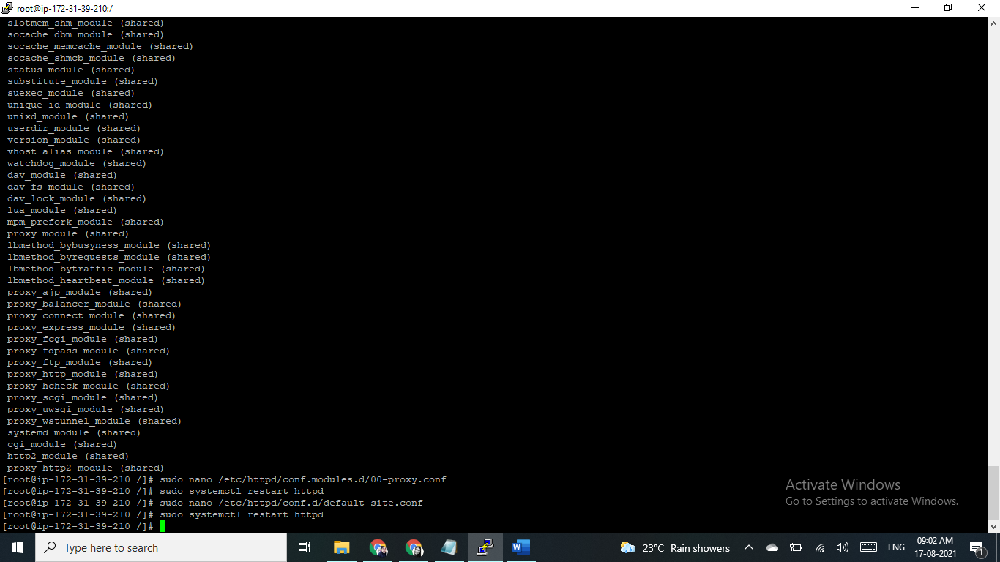 root@ip-172-31-39-210:/
slotmem_shm_module (shared)
socache_dbm_module (shared)
socache_memcache_module (shared)
socache_shmcb_module (shared)
status_module (shared)
substitute_module (shared)
suexec_module (shared)
unique_id_module (shared)
unixd_module (shared)
userdir_module (shared)
version_module (shared)
vhost_alias_module (shared)
watchdog_module (shared)
dav_module (shared)
dav_fs_module (shared)
dav_lock_module (shared)
lua_module (shared)
mpm_prefork_module (shared)
proxy_module (shared)
lbmethod_bybusyness_module (shared)
lbmethod_byrequests_module (shared)
lbmethod_bytraffic_module (shared)
lbmethod_heartbeat_module (shared)
proxy_ajp_module (shared)
proxy_balancer_module (shared)
proxy_connect_module (shared)
proxy_express_module (shared)
proxy_fcgi_module (shared)
proxy_fdpass_module (shared)
proxy_ftp_module (shared)
proxy_http_module (shared)
proxy_hcheck_module (shared)
proxy_scgi_module (shared)
proxy_uwsgi_module (shared)
proxy_wstunnel_module (shared)
systemd_module (shared)
cgi_module (shared)
http2_module (shared)
proxy_http2_module (shared)
[root@ip-172-31-39-210 /]# sudo nano /etc/httpd/conf.modules.d/00-proxy.conf
[root@ip-172-31-39-210 /]# sudo systemctl restart httpd
[root@ip-172-31-39-210 /]# sudo nano /etc/httpd/conf.d/default-site.conf
[root@ip-172-31-39-210 /]# sudo systemctl restart httpd
[root@ip-172-31-39-210 /]#
Activate Windows
Go to Settings to activate Windows.
Type here to search
23°C Rain showers
ENG
09:02 AM
17-08-2021
1